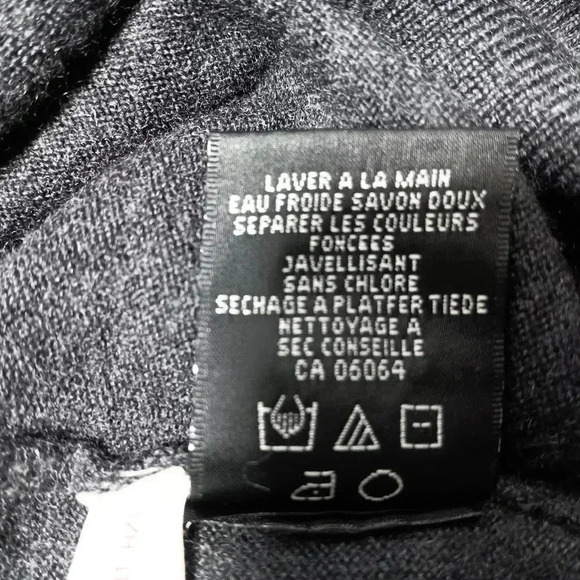 LAVER A LA MAIN
EAU FROIDE SAVON DOUX
SEPARER LES COULEURS
FONCEES
JAVELLISANT
SANS CHLORE
SECHAGE A PLATFER TIEDE
NETTOYAGE A
SEC CONSEILLE
CA 06064